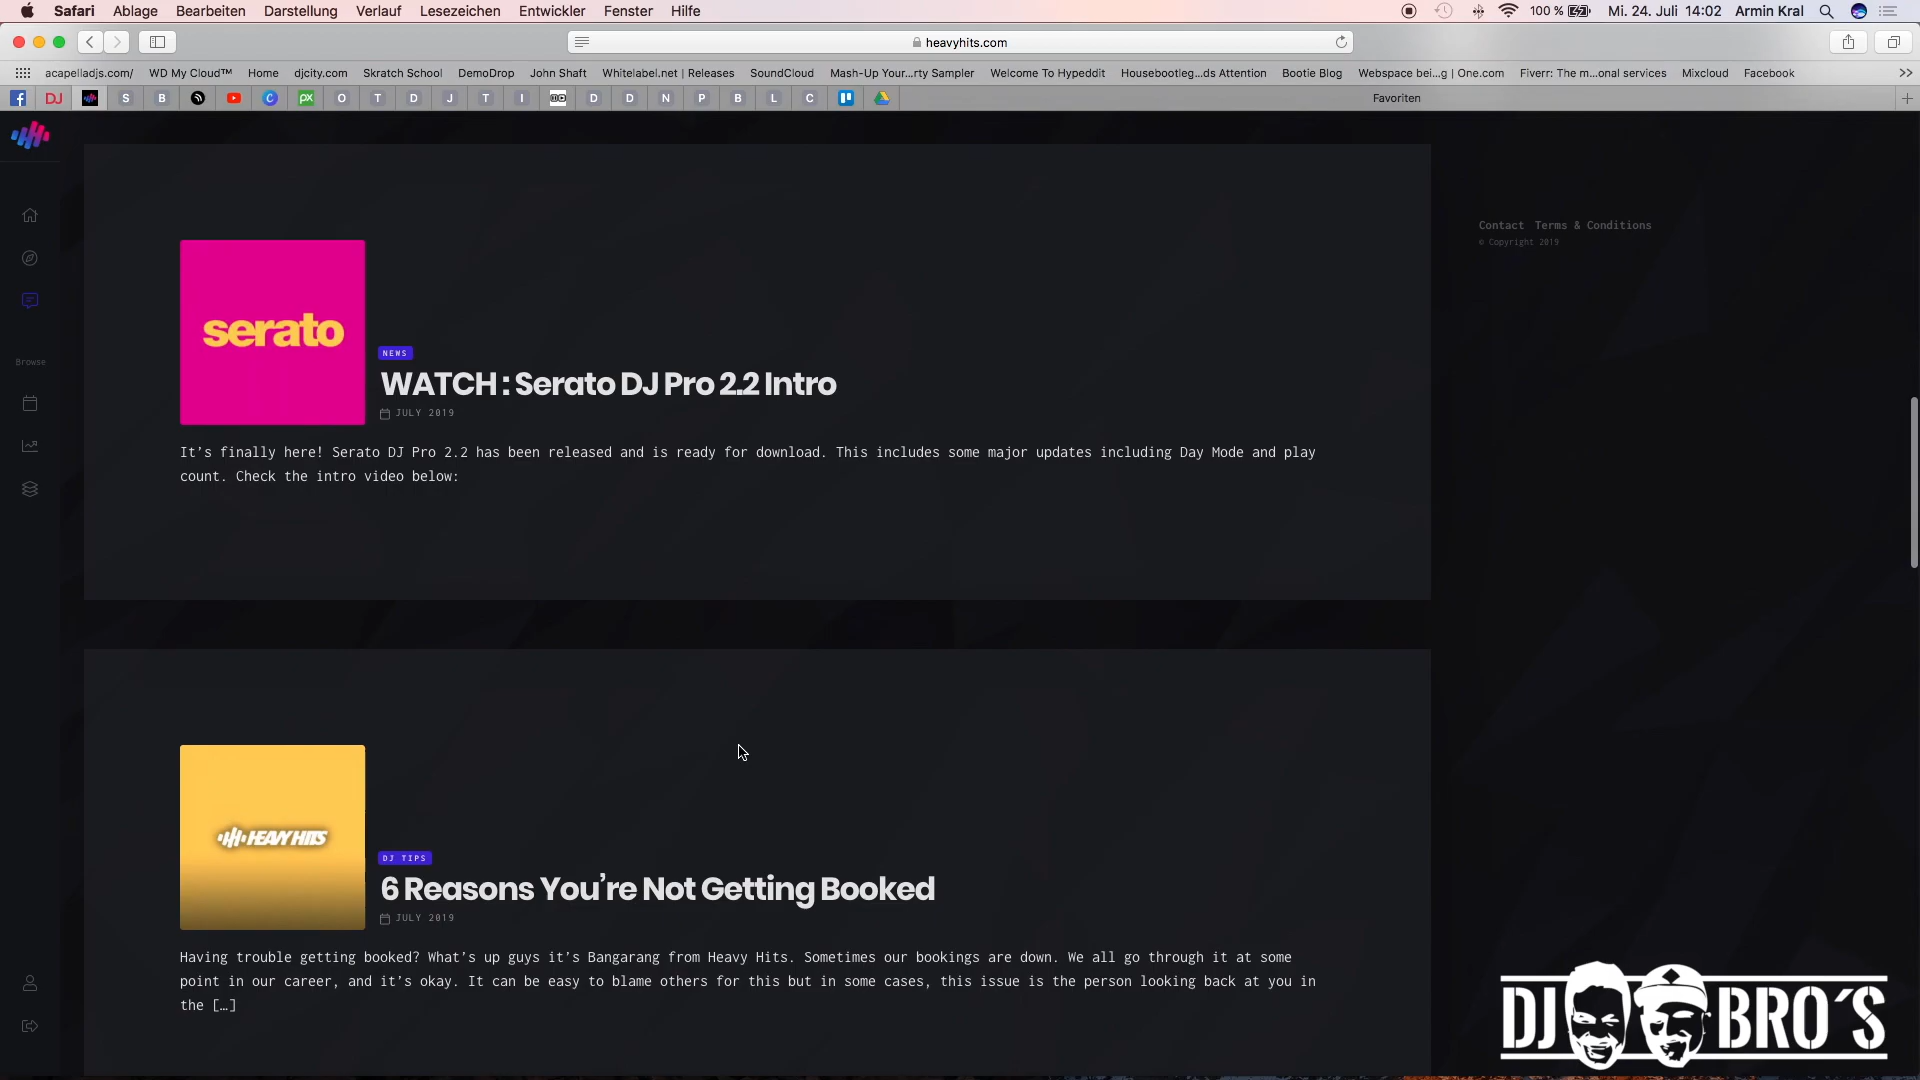 Safari Ablage Bearbeiten Darstellung Verlauf Lesezeichen Entwickler Fenster Hilfe 100 % Mi. 24. Juli 14:02 Armin Kral
heavyhits.com
acapelladjs.com/ WD My Cloud™ Home djcity.com Skratch School DemoDrop John Shaft Whitelabel.net | Releases SoundCloud Mash-Up Your...rty Sampler Welcome To Hypeddit Housebootleg...ds Attention Bootie Blog Webspace bei...g | One.com Fiverr: The m...onal services Mixcloud Facebook
DJ S B C px O T D J T I D D N P B L C Favoriten
Contact Terms & Conditions
© Copyright 2019
serato
NEWS
WATCH : Serato DJ Pro 2.2 Intro
JULY 2019
Browse
It's finally here! Serato DJ Pro 2.2 has been released and is ready for download. This includes some major updates including Day Mode and play
count. Check the intro video below:
HEAVY HITS
DJ TIPS
6 Reasons You're Not Getting Booked
JULY 2019
Having trouble getting booked? What's up guys it's Bangarang from Heavy Hits. Sometimes our bookings are down. We all go through it at some
point in our career, and it's okay. It can be easy to blame others for this but in some cases, this issue is the person looking back at you in
the […]
DJ BRO´S